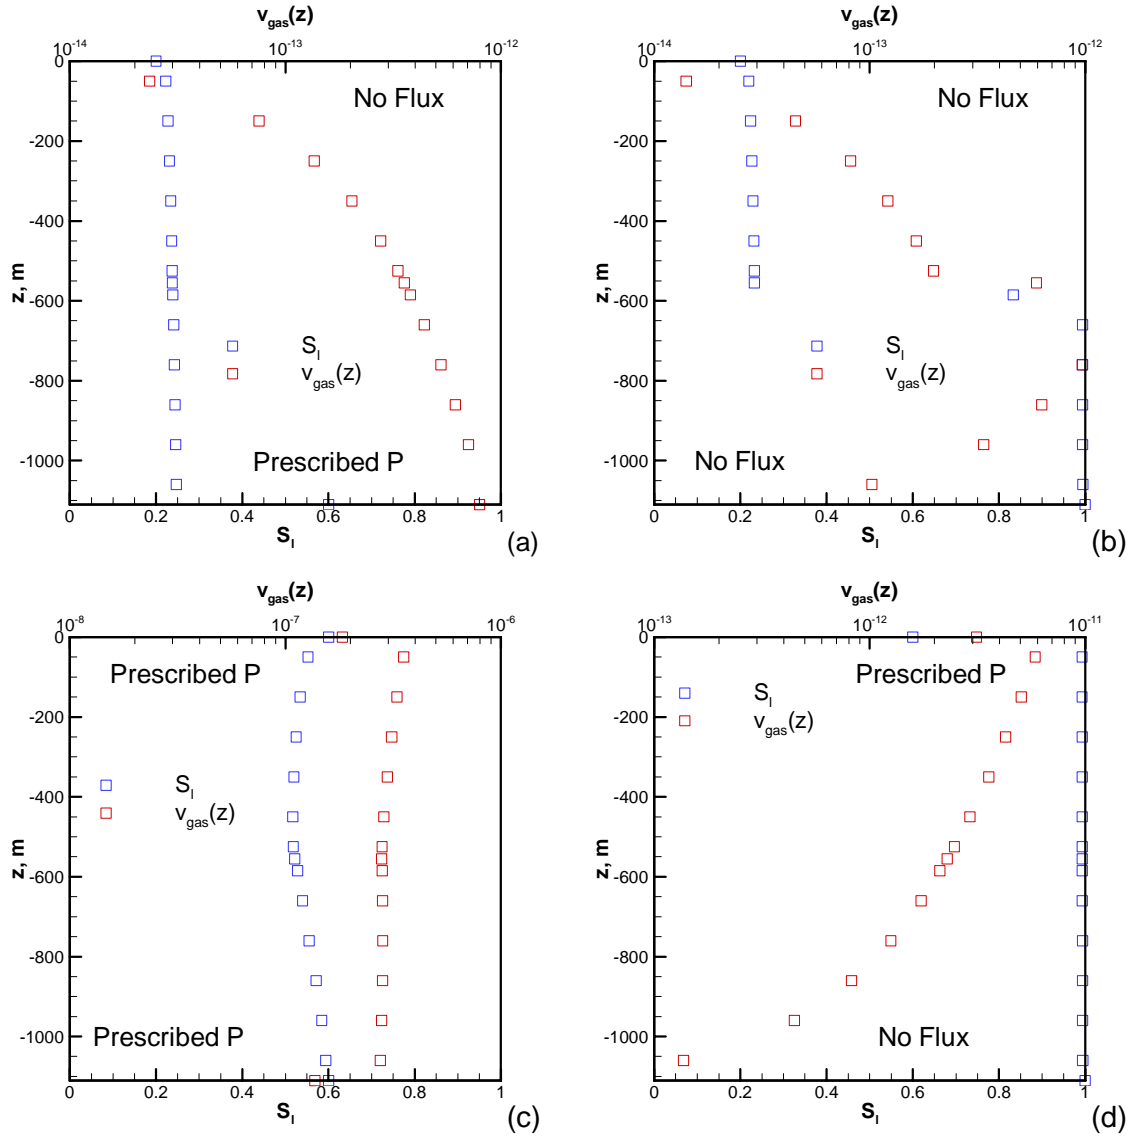 v_gas(z)
10^-14 10^-13 10^-12
0
-200
-400
-600
-800
-1000
z, m
No Flux
S_l
v_gas(z)
Prescribed P
0 0.2 0.4 0.6 0.8 1
S_l
(a)
v_gas(z)
10^-14 10^-13 10^-12
0
-200
-400
-600
-800
-1000
z, m
No Flux
S_l
v_gas(z)
No Flux
0 0.2 0.4 0.6 0.8 1
S_l
(b)
v_gas(z)
10^-8 10^-7 10^-6
0
-200
-400
-600
-800
-1000
z, m
Prescribed P
S_l
v_gas(z)
Prescribed P
0 0.2 0.4 0.6 0.8 1
S_l
(c)
v_gas(z)
10^-13 10^-12 10^-11
0
-200
-400
-600
-800
-1000
z, m
Prescribed P
S_l
v_gas(z)
No Flux
0 0.2 0.4 0.6 0.8 1
S_l
(d)